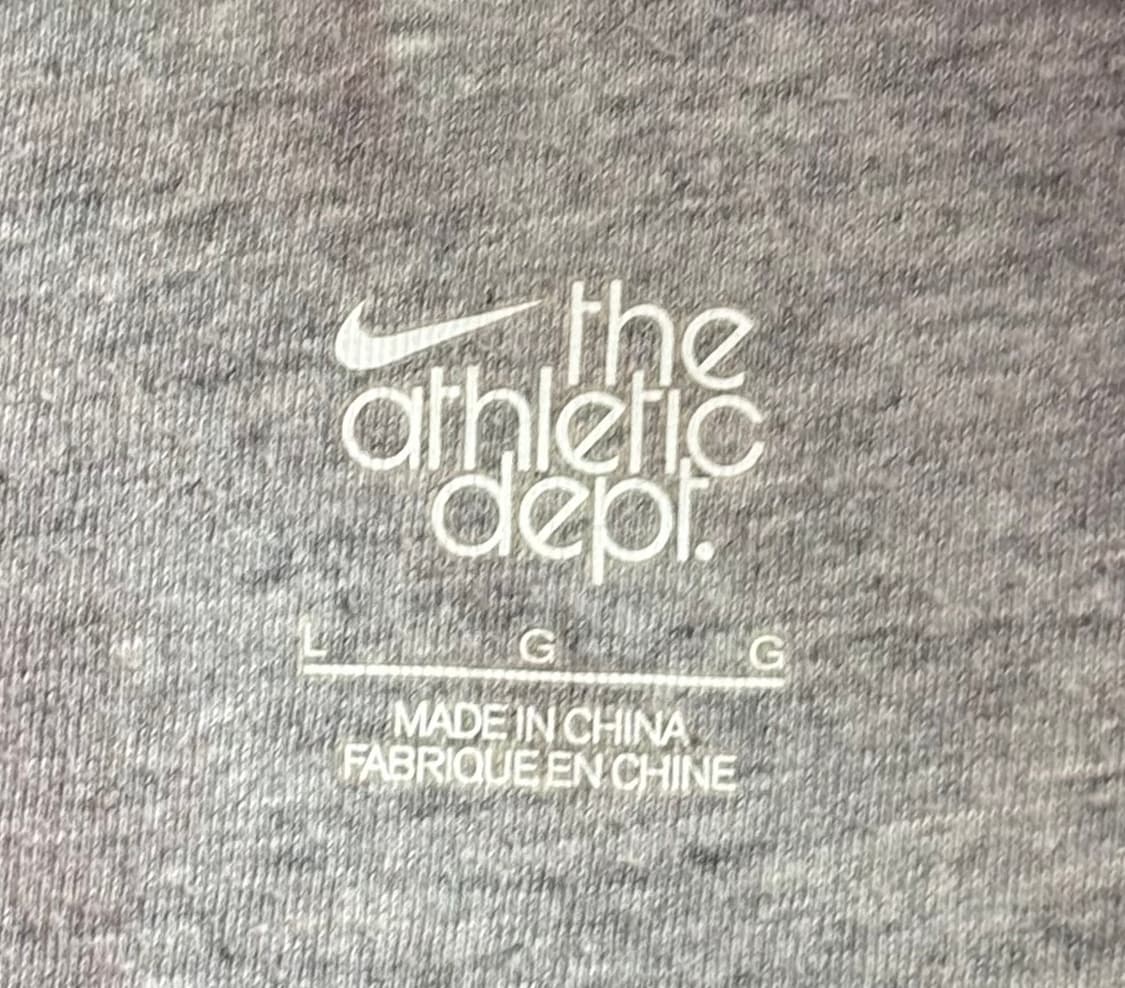 the
athletic
dept.
L G G
MADE IN CHINA
FABRIQUE EN CHINE